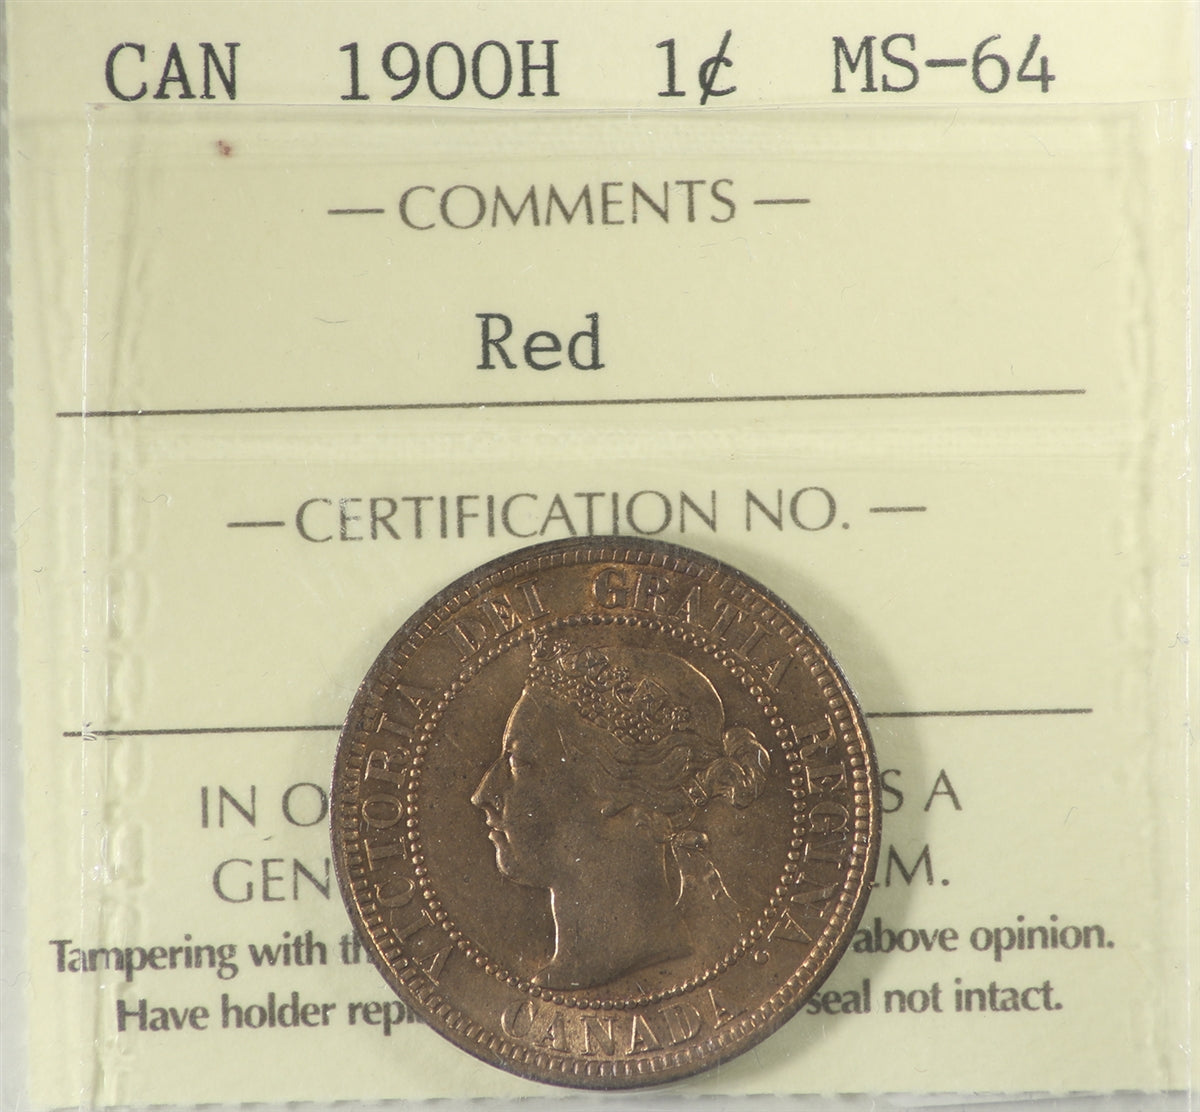 CAN 1900H 1¢ MS-64
— COMMENTS —
Red
— CERTIFICATION NO. —
VICTORIA DEI GRATIA REGINA.
CANADA
IN O S A
GEN .M.
Tampering with th above opinion.
Have holder repl seal not intact.